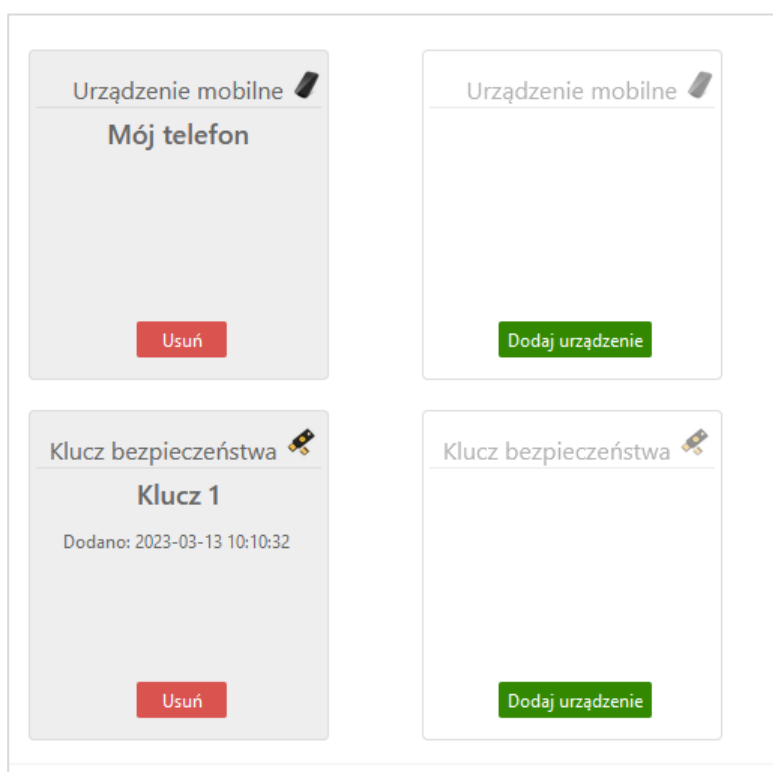 Urządzenie mobilne
Mój telefon
Usuń
Urządzenie mobilne
Dodaj urządzenie
Klucz bezpieczeństwa
Klucz 1
Dodano: 2023-03-13 10:10:32
Usuń
Klucz bezpieczeństwa
Dodaj urządzenie